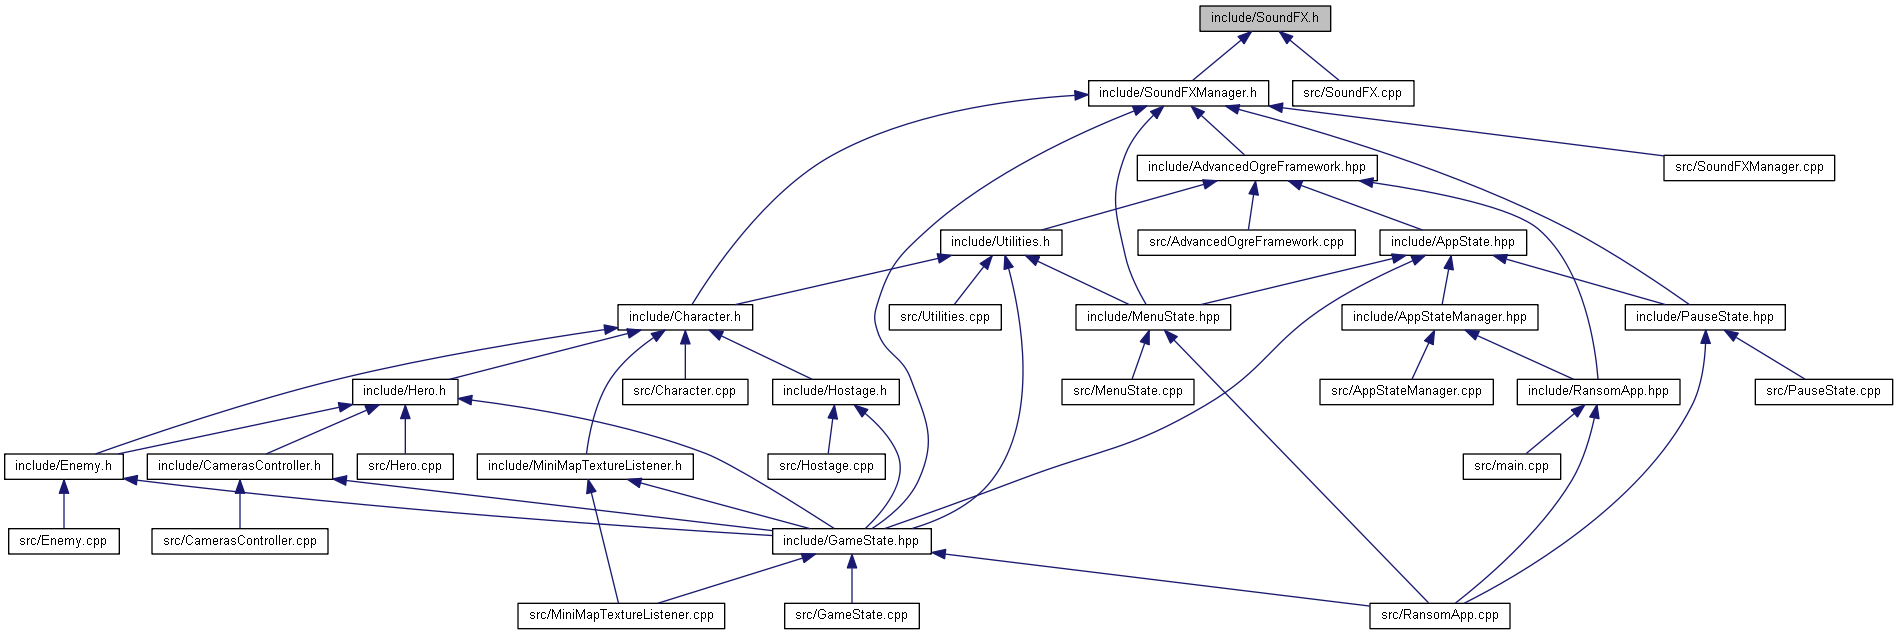 include/SoundFX.h
include/SoundFXManager.h
src/SoundFX.cpp
include/AdvancedOgreFramework.hpp
src/SoundFXManager.cpp
include/Utilities.h
src/AdvancedOgreFramework.cpp
include/AppState.hpp
include/Character.h
src/Utilities.cpp
include/MenuState.hpp
include/AppStateManager.hpp
include/PauseState.hpp
include/Hero.h
src/Character.cpp
include/Hostage.h
src/MenuState.cpp
src/AppStateManager.cpp
include/RansomApp.hpp
src/PauseState.cpp
include/Enemy.h
include/CamerasController.h
src/Hero.cpp
include/MiniMapTextureListener.h
src/Hostage.cpp
src/main.cpp
src/Enemy.cpp
src/CamerasController.cpp
include/GameState.hpp
src/MiniMapTextureListener.cpp
src/GameState.cpp
src/RansomApp.cpp